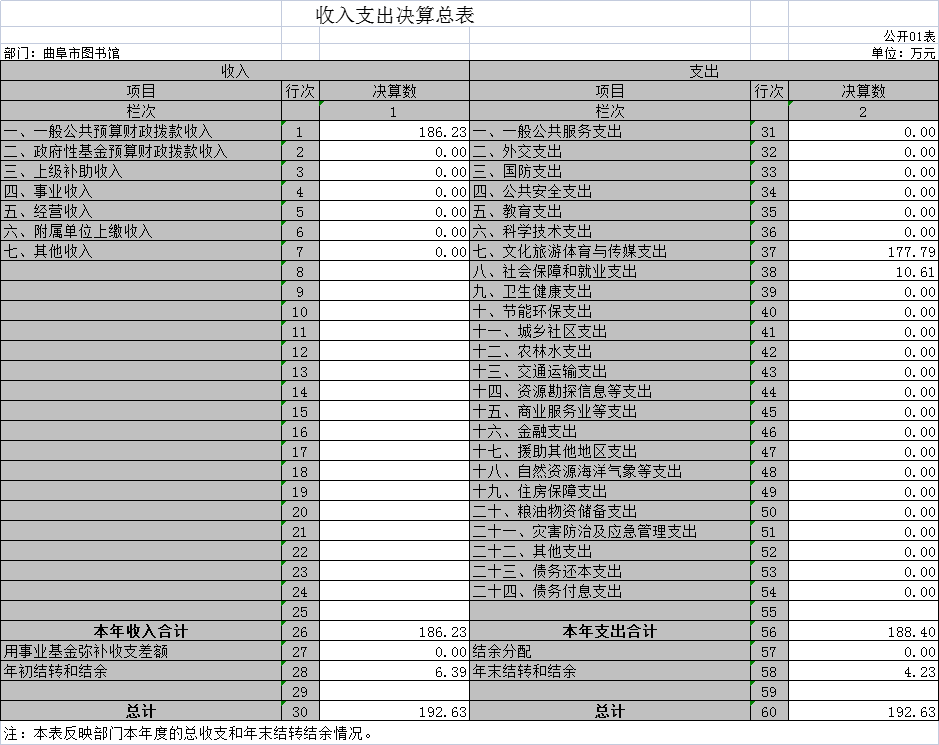 收入支出决算总表
公开01表
部门：曲阜市图书馆 单位：万元
收入 支出
项目 行次 决算数 项目 行次 决算数
栏次 1 栏次 2
一、一般公共预算财政拨款收入 1 186.23 一、一般公共服务支出 31 0.00
二、政府性基金预算财政拨款收入 2 0.00 二、外交支出 32 0.00
三、上级补助收入 3 0.00 三、国防支出 33 0.00
四、事业收入 4 0.00 四、公共安全支出 34 0.00
五、经营收入 5 0.00 五、教育支出 35 0.00
六、附属单位上缴收入 6 0.00 六、科学技术支出 36 0.00
七、其他收入 7 0.00 七、文化旅游体育与传媒支出 37 177.79
8 八、社会保障和就业支出 38 10.61
9 九、卫生健康支出 39 0.00
10 十、节能环保支出 40 0.00
11 十一、城乡社区支出 41 0.00
12 十二、农林水支出 42 0.00
13 十三、交通运输支出 43 0.00
14 十四、资源勘探信息等支出 44 0.00
15 十五、商业服务业等支出 45 0.00
16 十六、金融支出 46 0.00
17 十七、援助其他地区支出 47 0.00
18 十八、自然资源海洋气象等支出 48 0.00
19 十九、住房保障支出 49 0.00
20 二十、粮油物资储备支出 50 0.00
21 二十一、灾害防治及应急管理支出 51 0.00
22 二十二、其他支出 52 0.00
23 二十三、债务还本支出 53 0.00
24 二十四、债务付息支出 54 0.00
25 55
本年收入合计 26 186.23 本年支出合计 56 188.40
用事业基金弥补收支差额 27 0.00 结余分配 57 0.00
年初结转和结余 28 6.39 年末结转和结余 58 4.23
29 59
总计 30 192.63 总计 60 192.63
注：本表反映部门本年度的总收支和年末结转结余情况。